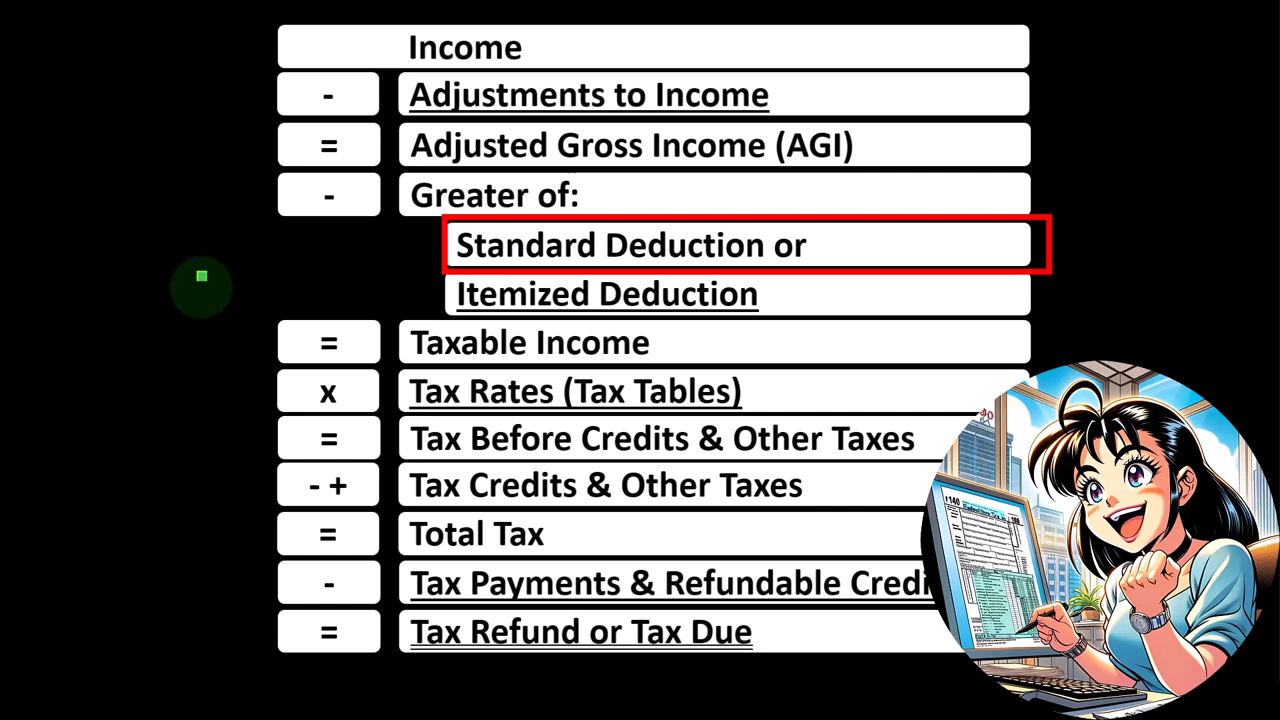 Income
- Adjustments to Income
= Adjusted Gross Income (AGI)
- Greater of:
Standard Deduction or
Itemized Deduction
= Taxable Income
x Tax Rates (Tax Tables)
= Tax Before Credits & Other Taxes
- + Tax Credits & Other Taxes
= Total Tax
- Tax Payments & Refundable Credi
= Tax Refund or Tax Due